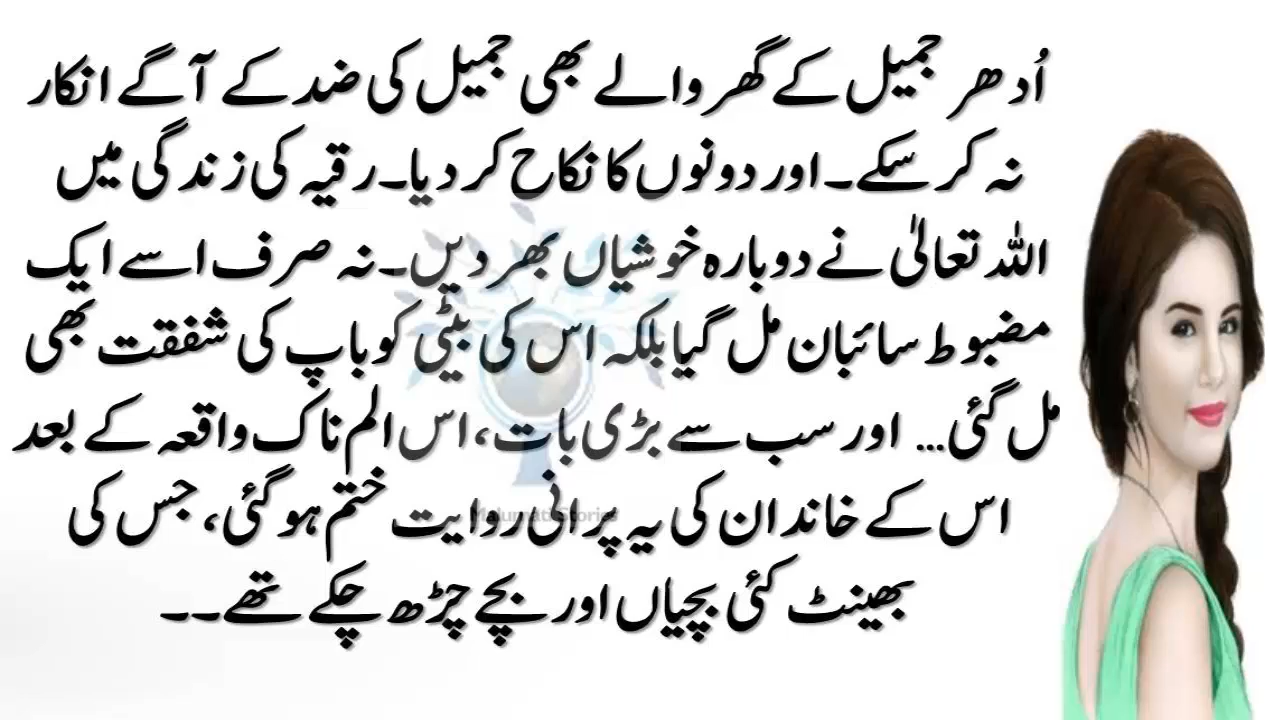 اُدھر جمیل کے گھر والے بھی جمیل کی ضد کے آگے انکار
نہ کر سکے۔ اور دونوں کا نکاح کر دیا۔ رقیہ کی زندگی میں
اللہ تعالیٰ نے دوبارہ خوشیاں بھر دیں۔ نہ صرف اسے ایک
مضبوط سائبان مل گیا بلکہ اس کی بیٹی کو باپ کی شفقت بھی
مل گئی... اور سب سے بڑی بات، اس الم ناک واقعہ کے بعد
اس کے خاندان کی یہ پرانی روایت ختم ہو گئی، جس کی
Malumati Stories
بھینٹ کئی بچیاں اور بچے چڑھ چکے تھے۔۔